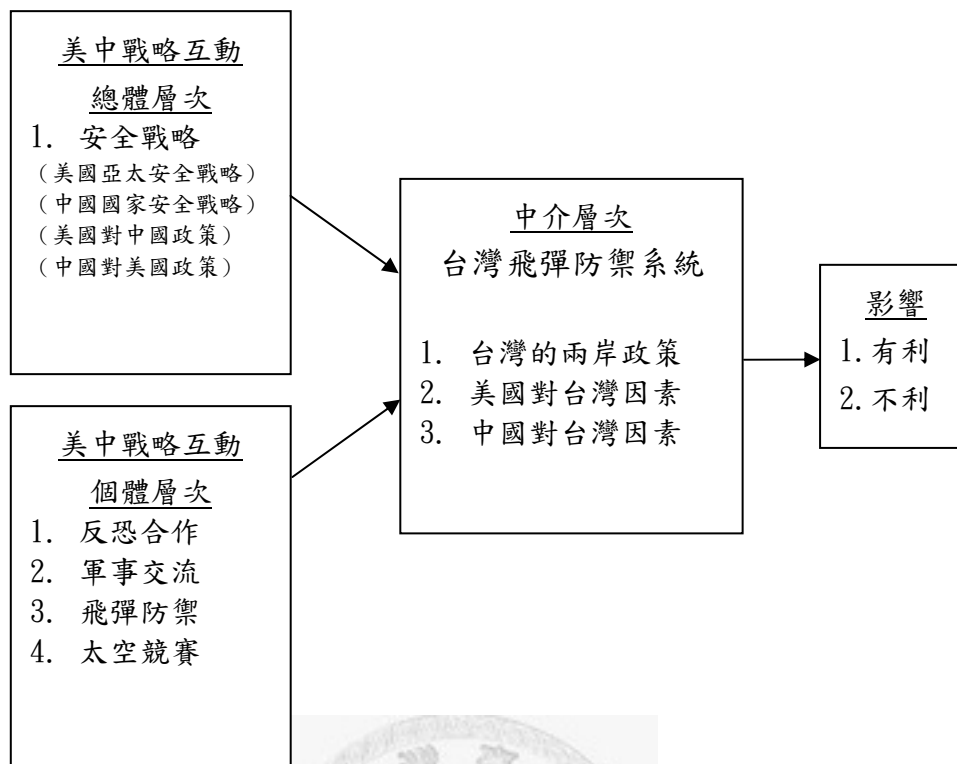 美中戰略互動
總體層次
1. 安全戰略
（美國亞太安全戰略）
（中國國家安全戰略）
（美國對中國政策）
（中國對美國政策）
美中戰略互動
個體層次
1. 反恐合作
2. 軍事交流
3. 飛彈防禦
4. 太空競賽
中介層次
台灣飛彈防禦系統
1. 台灣的兩岸政策
2. 美國對台灣因素
3. 中國對台灣因素
影響
1.有利
2.不利